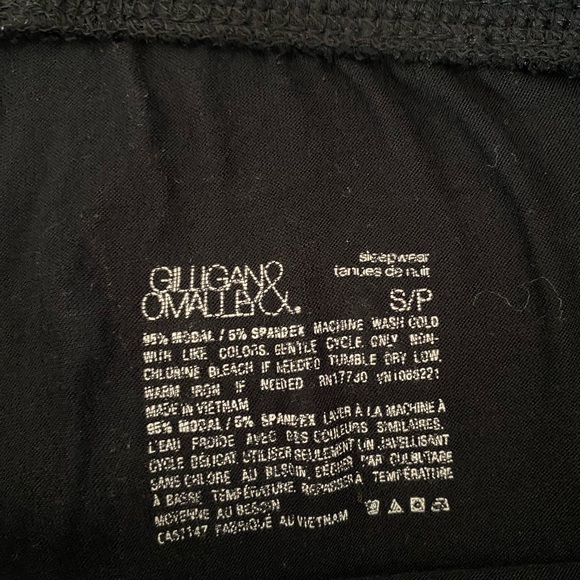 GILLIGAN &
OMALLEY
sleepwear
tenues de nuit
S/P
95% MODAL / 5% SPANDEX MACHINE WASH COLD
WITH LIKE COLORS. GENTLE CYCLE. ONLY NON-
CHLORINE BLEACH IF NEEDED TUMBLE DRY LOW.
WARM IRON IF NEEDED RN17730 VN1088221
MADE IN VIETNAM
95% MODAL / 5% SPANDEX LAVER À LA MACHINE À
L'EAU FROIDE AVEC DES COULEURS SIMILAIRES.
CYCLE DÉLICAT. UTILISER SEULEMENT UN JAVELLISANT
SANS CHLORE AU BESOIN. SÉCHER PAR CULBUTAGE
À BASSE TEMPÉRATURE. REPASSER À TEMPÉRATURE
MOYENNE AU BESOIN
CA57147 FABRIQUÉ AU VIETNAM